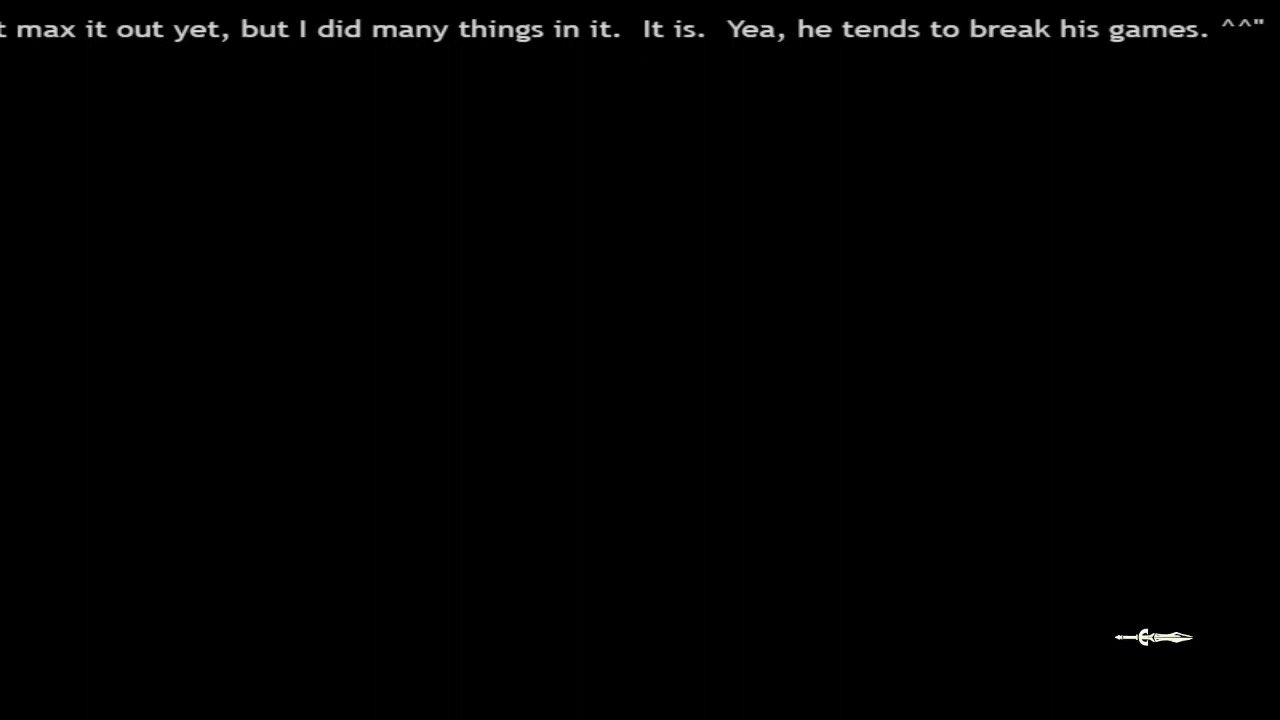 t max it out yet, but I did many things in it.  It is.  Yea, he tends to break his games. ^^"